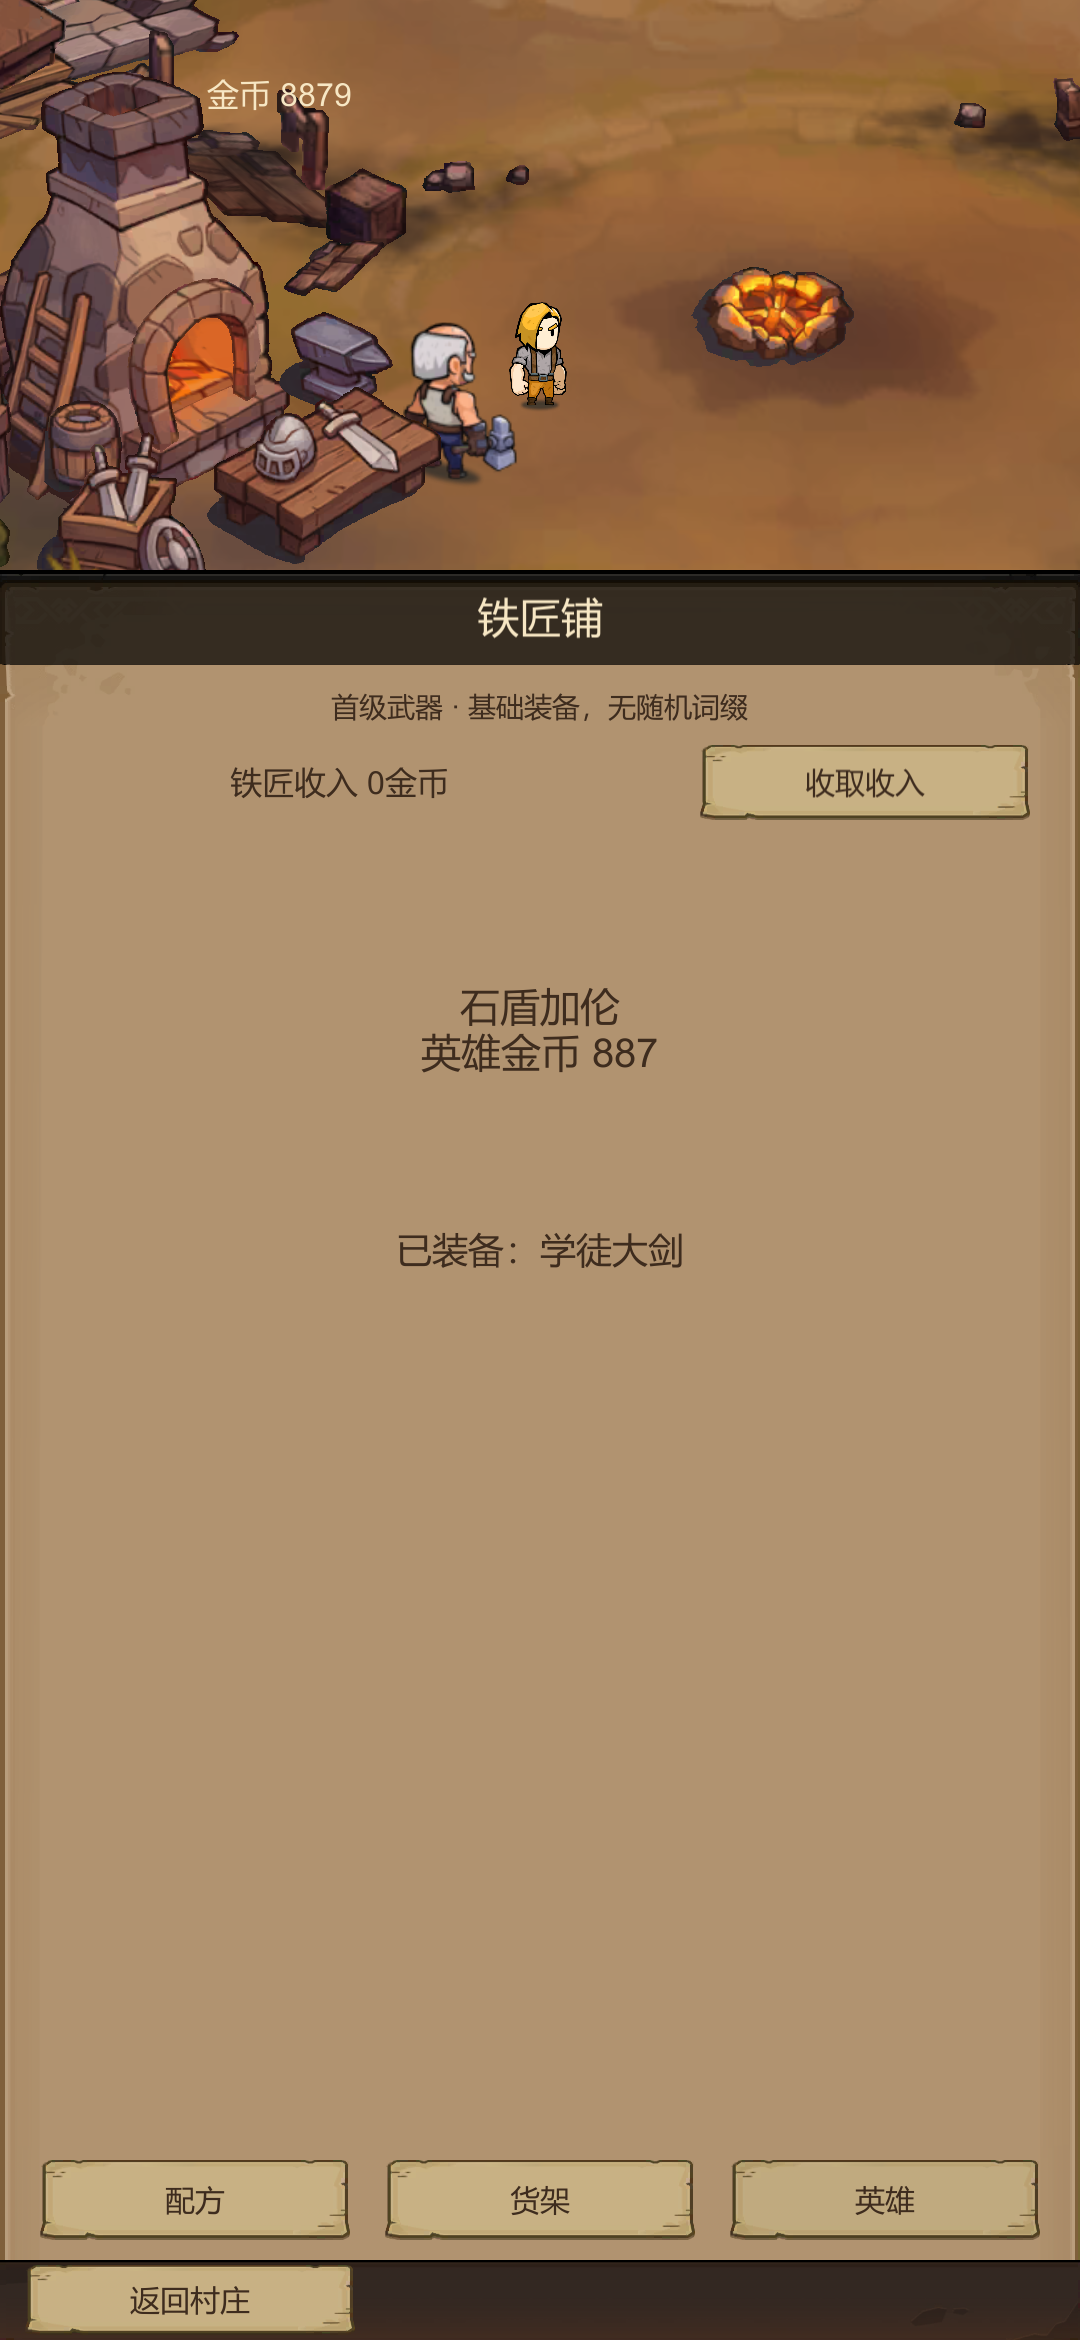 金币 8879
铁匠铺
首级武器 · 基础装备，无随机词缀
铁匠收入 0金币
收取收入
石盾加伦
英雄金币 887
已装备：学徒大剑
配方
货架
英雄
返回村庄